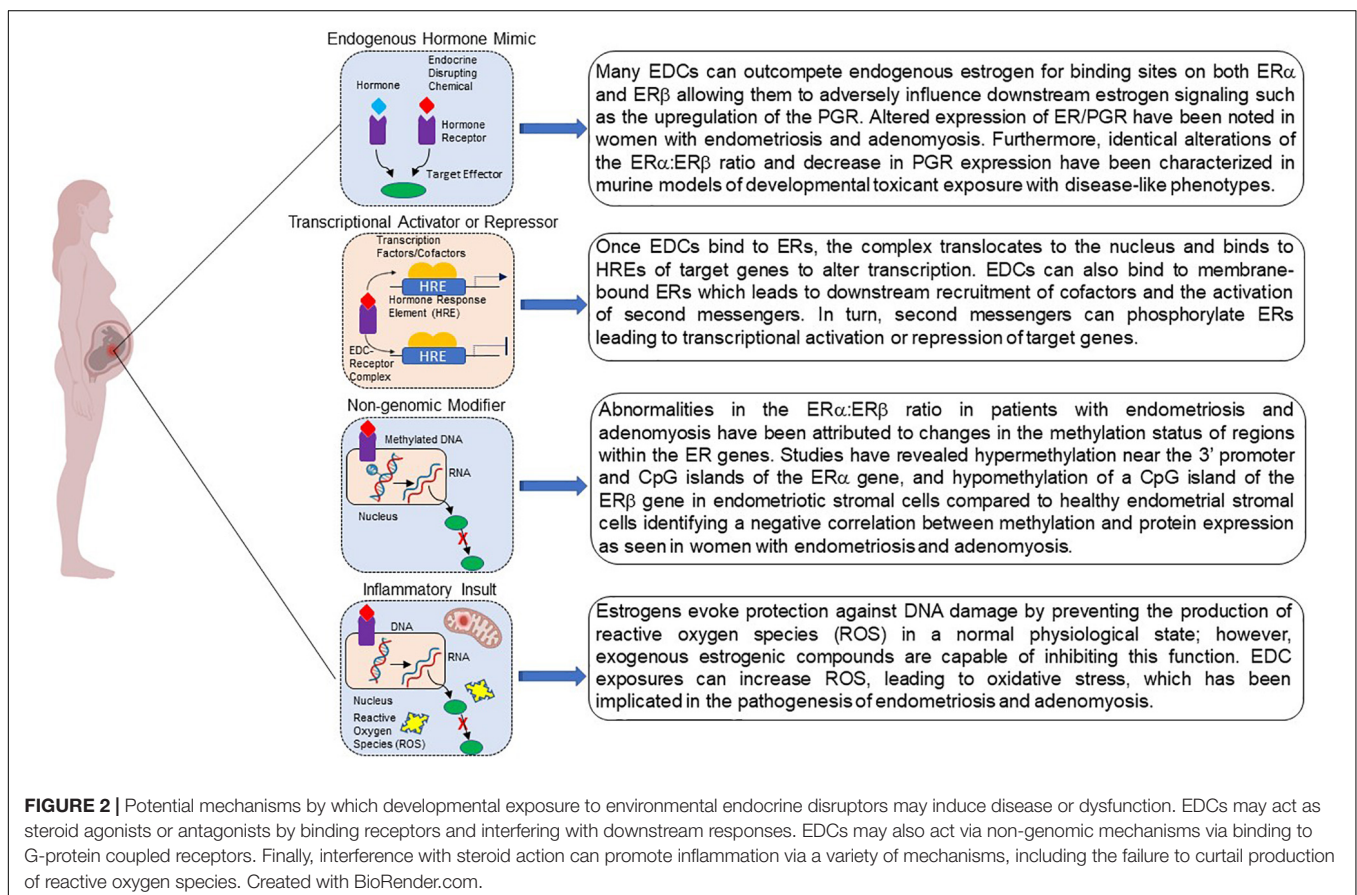 Endogenous Hormone Mimic
Hormone
Endocrine
Disrupting
Chemical
Hormone
Receptor
Target Effector
Many EDCs can outcompete endogenous estrogen for binding sites on both ERα
and ERβ allowing them to adversely influence downstream estrogen signaling such
as the upregulation of the PGR. Altered expression of ER/PGR have been noted in
women with endometriosis and adenomyosis. Furthermore, identical alterations of
the ERα:ERβ ratio and decrease in PGR expression have been characterized in
murine models of developmental toxicant exposure with disease-like phenotypes.
Transcriptional Activator or Repressor
Transcription
Factors/Cofactors
HRE
Hormone Response
Element (HRE)
HRE
EDC-
Receptor
Complex
Once EDCs bind to ERs, the complex translocates to the nucleus and binds to
HREs of target genes to alter transcription. EDCs can also bind to membrane-
bound ERs which leads to downstream recruitment of cofactors and the activation
of second messengers. In turn, second messengers can phosphorylate ERs
leading to transcriptional activation or repression of target genes.
Non-genomic Modifier
Methylated DNA
RNA
Nucleus
X
Abnormalities in the ERα:ERβ ratio in patients with endometriosis and
adenomyosis have been attributed to changes in the methylation status of regions
within the ER genes. Studies have revealed hypermethylation near the 3' promoter
and CpG islands of the ERα gene, and hypomethylation of a CpG island of the
ERβ gene in endometriotic stromal cells compared to healthy endometrial stromal
cells identifying a negative correlation between methylation and protein expression
as seen in women with endometriosis and adenomyosis.
Inflammatory Insult
DNA
RNA
Nucleus
Reactive
Oxygen
Species (ROS)
X
Estrogens evoke protection against DNA damage by preventing the production of
reactive oxygen species (ROS) in a normal physiological state; however,
exogenous estrogenic compounds are capable of inhibiting this function. EDC
exposures can increase ROS, leading to oxidative stress, which has been
implicated in the pathogenesis of endometriosis and adenomyosis.
FIGURE 2 | Potential mechanisms by which developmental exposure to environmental endocrine disruptors may induce disease or dysfunction. EDCs may act as
steroid agonists or antagonists by binding receptors and interfering with downstream responses. EDCs may also act via non-genomic mechanisms via binding to
G-protein coupled receptors. Finally, interference with steroid action can promote inflammation via a variety of mechanisms, including the failure to curtail production
of reactive oxygen species. Created with BioRender.com.